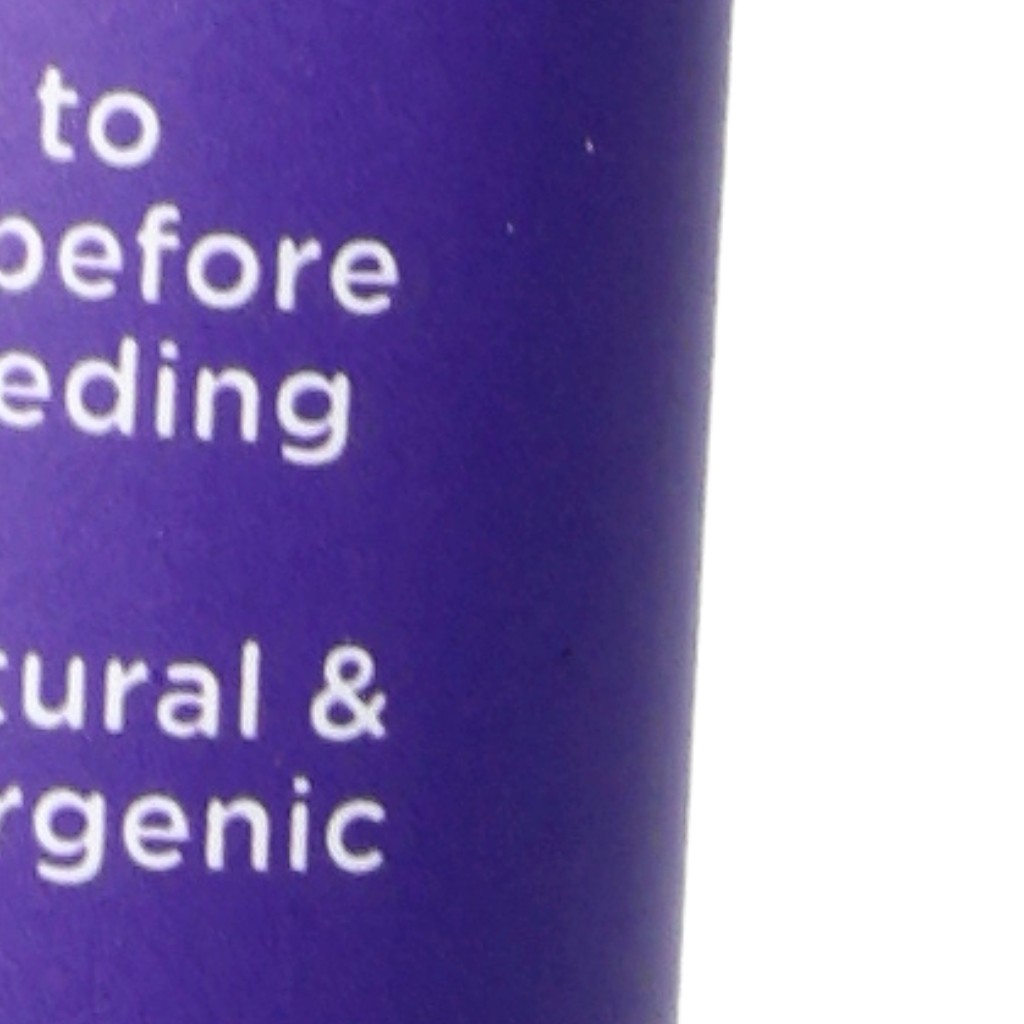 to
before
eding
tural &
rgenic